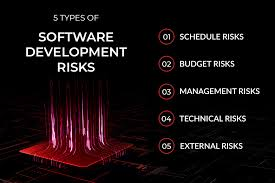 5 TYPES OF
SOFTWARE
DEVELOPMENT
RISKS
01 SCHEDULE RISKS
02 BUDGET RISKS
03 MANAGEMENT RISKS
04 TECHNICAL RISKS
05 EXTERNAL RISKS